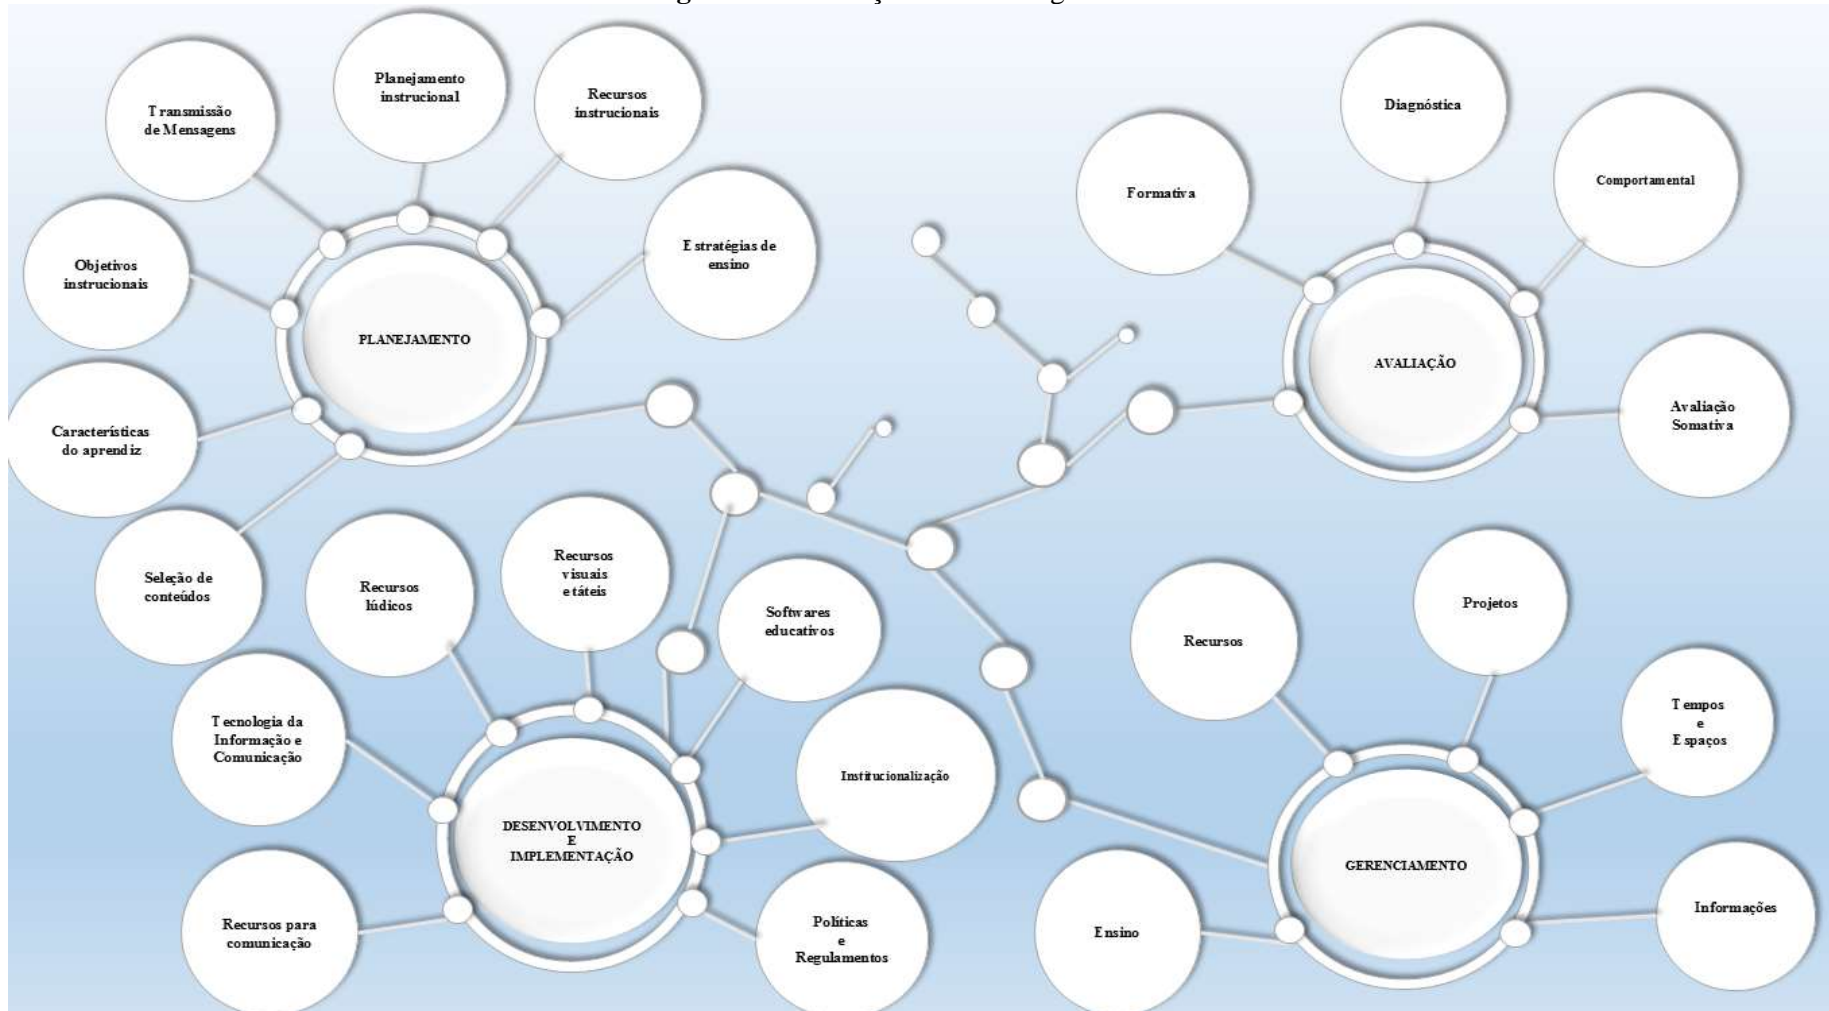 Transmissão
de Mensagens
Planejamento
instrucional
Recursos
instrucionais
Objetivos
instrucionais
Estratégias de
ensino
PLANEJAMENTO
Características
do aprendiz
Seleção de
conteúdos
Formativa
Diagnóstica
Comportamental
AVALIAÇÃO
Avaliação
Somativa
Recursos
lúdicos
Recursos
visuais
e táteis
Softwares
educativos
Tecnologia da
Informação e
Comunicação
Institucionalização
DESENVOLVIMENTO
E
IMPLEMENTAÇÃO
Recursos para
comunicação
Políticas
e
Regulamentos
Recursos
Projetos
Tempos
e
Espaços
GERENCIAMENTO
Ensino
Informações